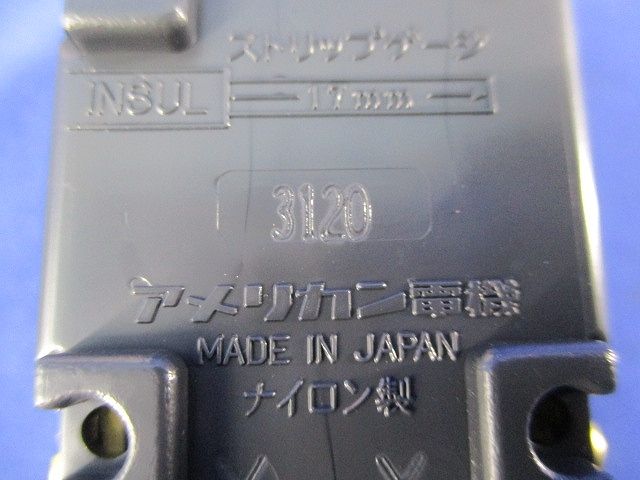 ストリップゲージ
INSUL 17mm
3120
アメリカン電機
MADE IN JAPAN
ナイロン製